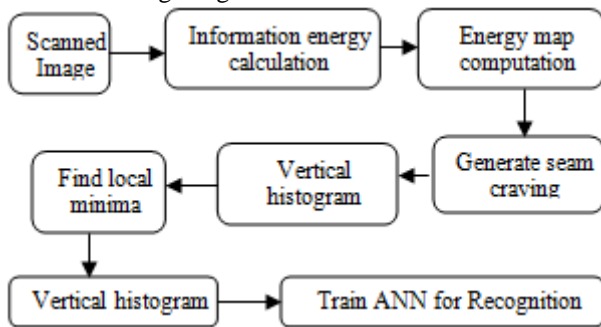 Scanned
Image
Information energy
calculation
Energy map
computation
Generate seam
craving
Vertical
histogram
Find local
minima
Vertical histogram
Train ANN for Recognition